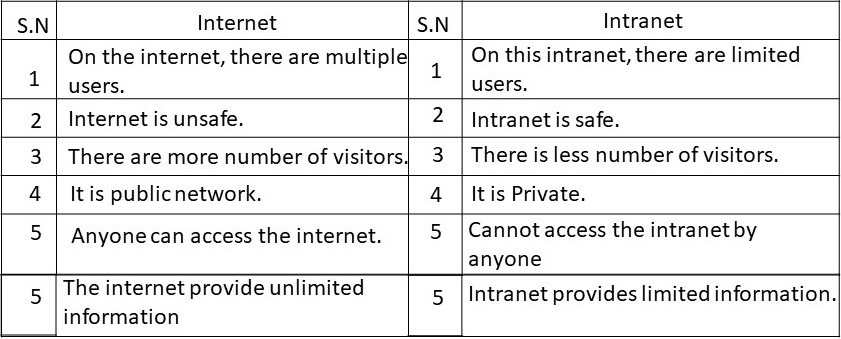 S.N Internet S.N Intranet
1 On the internet, there are multiple users. 1 On this intranet, there are limited users.
2 Internet is unsafe. 2 Intranet is safe.
3 There are more number of visitors. 3 There is less number of visitors.
4 It is public network. 4 It is Private.
5 Anyone can access the internet. 5 Cannot access the intranet by anyone
5 The internet provide unlimited information 5 Intranet provides limited information.